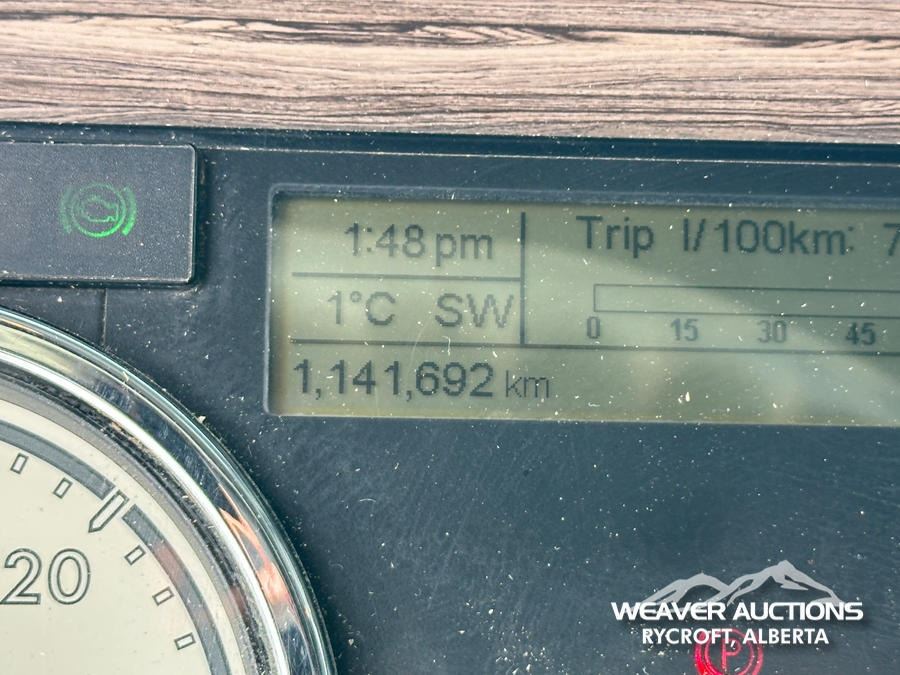 1:48 pm
Trip l/100km: 7
1°C SW
0 15 30 45
1,141,692 km
20
WEAVER AUCTIONS
RYCROFT, ALBERTA
P